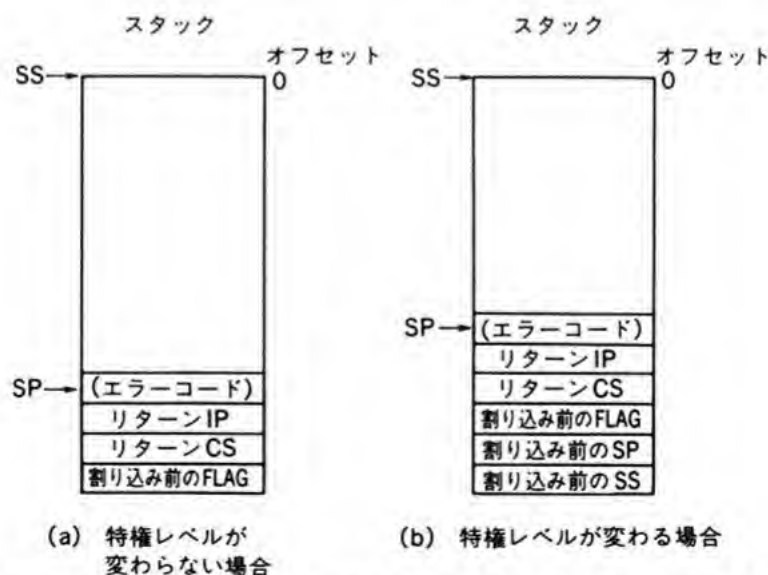 スタック
オフセット
SS
0
SP
(エラーコード)
リターンIP
リターンCS
割り込み前のFLAG
(a) 特権レベルが
変わらない場合
スタック
オフセット
SS
0
SP
(エラーコード)
リターンIP
リターンCS
割り込み前のFLAG
割り込み前のSP
割り込み前のSS
(b) 特権レベルが変わる場合